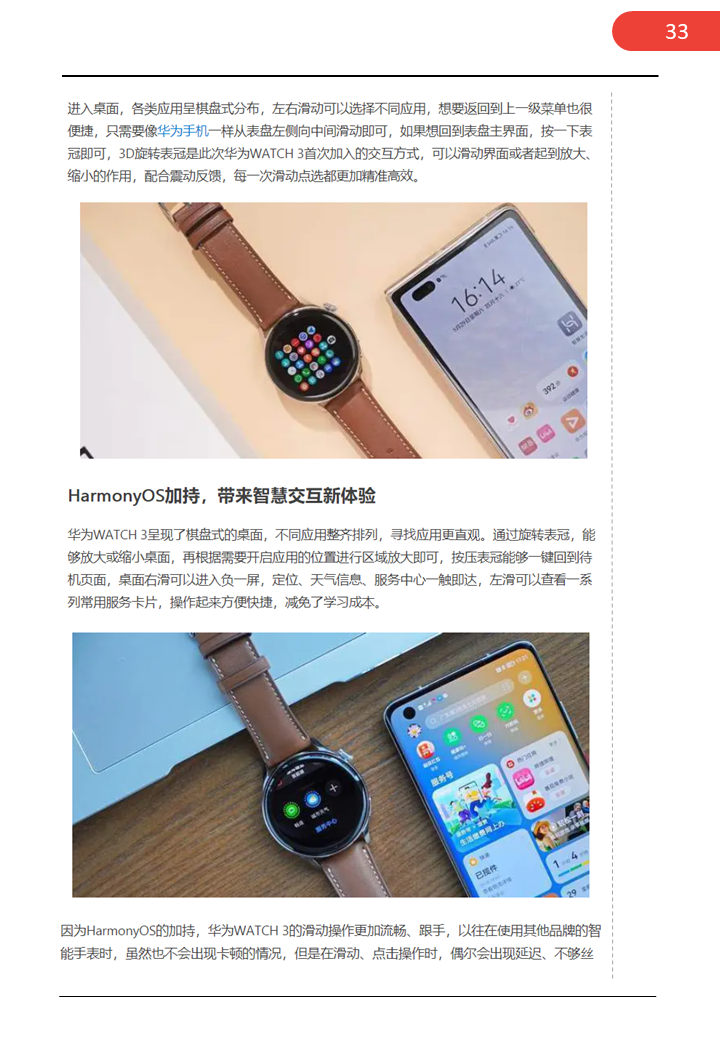 33
进入桌面，各类应用呈棋盘式分布，左右滑动可以选择不同应用，想要返回到上一级菜单也很
便捷，只需要像华为手机一样从表盘左侧向中间滑动即可，如果想回到表盘主界面，按一下表
冠即可，3D旋转表冠是此次华为WATCH 3首次加入的交互方式，可以滑动界面或者起到放大、
缩小的作用，配合震动反馈，每一次滑动点选都更加精准高效。
16:14
392
HarmonyOS加持，带来智慧交互新体验
华为WATCH 3呈现了棋盘式的桌面，不同应用整齐排列，寻找应用更直观。通过旋转表冠，能
够放大或缩小桌面，再根据需要开启应用的位置进行区域放大即可，按压表冠能够一键回到待
机页面，桌面右滑可以进入负一屏，定位、天气信息、服务中心一触即达，左滑可以查看一系
列常用服务卡片，操作起来方便快捷，减免了学习成本。
服务中心
服务号
生活缴费网上办
快递
已揽件
因为HarmonyOS的加持，华为WATCH 3的滑动操作更加流畅、跟手，以往在使用其他品牌的智
能手表时，虽然也不会出现卡顿的情况，但是在滑动、点击操作时，偶尔会出现延迟、不够丝